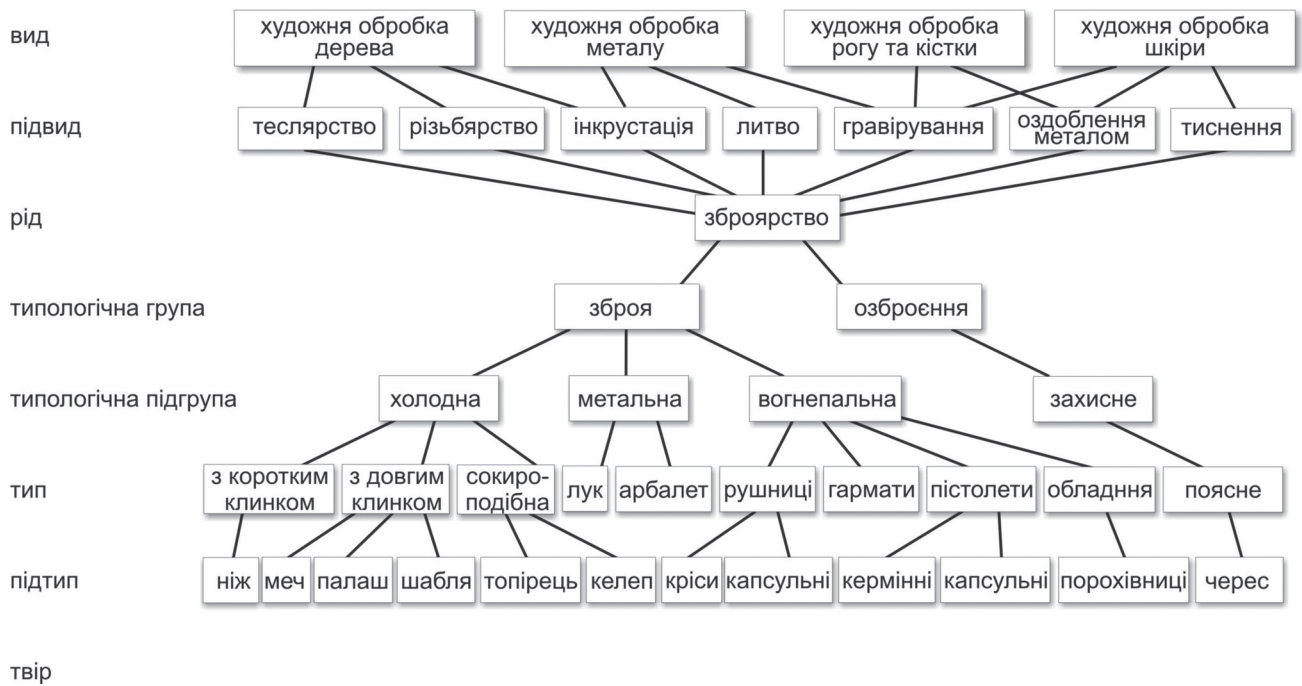 вид
художня обробка
дерева
художня обробка
металу
художня обробка
рогу та кістки
художня обробка
шкіри
підвид
теслярство
різьбярство
інкрустація
литво
гравірування
оздоблення
металом
тиснення
рід
зброярство
типологічна група
зброя
озброєння
типологічна підгрупа
холодна
метальна
вогнепальна
захисне
тип
з коротким
клинком
з довгим
клинком
сокиро-
подібна
лук
арбалет
рушниці
гармати
пістолети
обладння
поясне
підтип
ніж
меч
палаш
шабля
топірець
келеп
кріси
капсульні
кермінні
капсульні
порохівниці
черес
твір